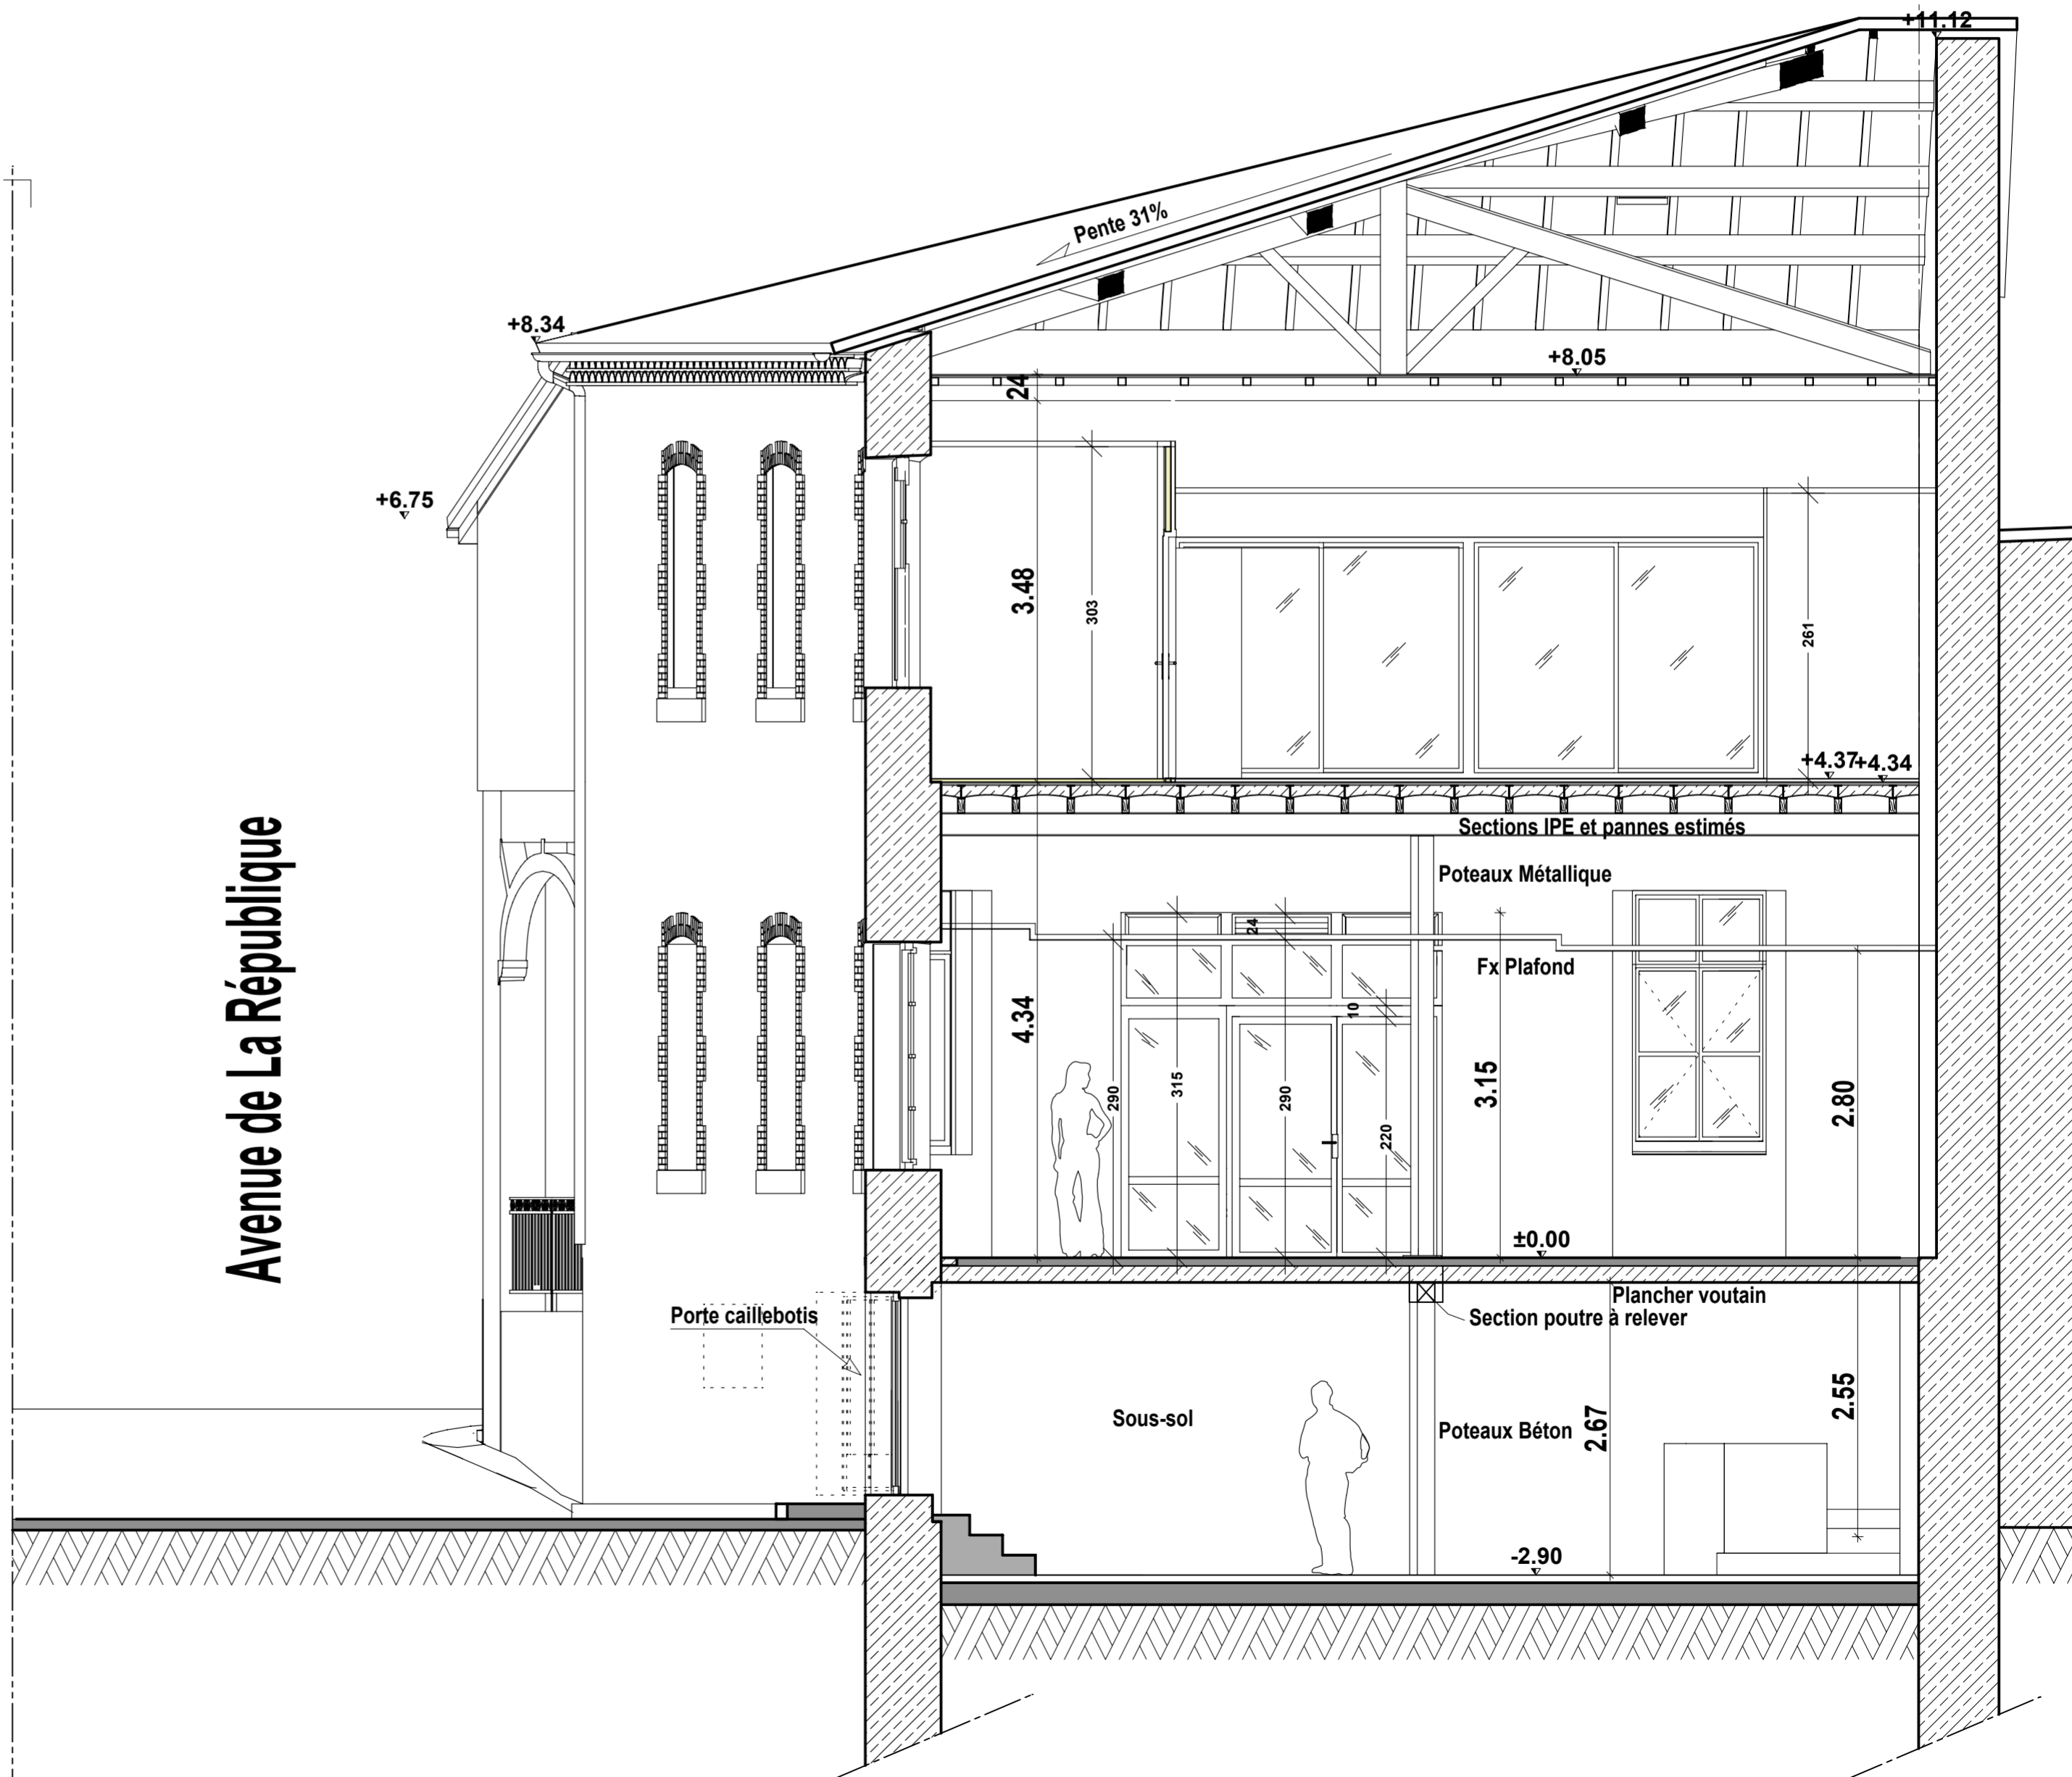 +11.12
Pente 31%
+8.34
+8.05
24
+6.75
3.48
303
261
+4.37
+4.34
Sections IPE et pannes estimés
Poteaux Métallique
Avenue de La République
24
Fx Plafond
10
4.34
290
315
290
220
3.15
2.80
±0.00
Plancher voutain
Porte caillebotis
Section poutre à relever
Sous-sol
Poteaux Béton
2.67
2.55
-2.90